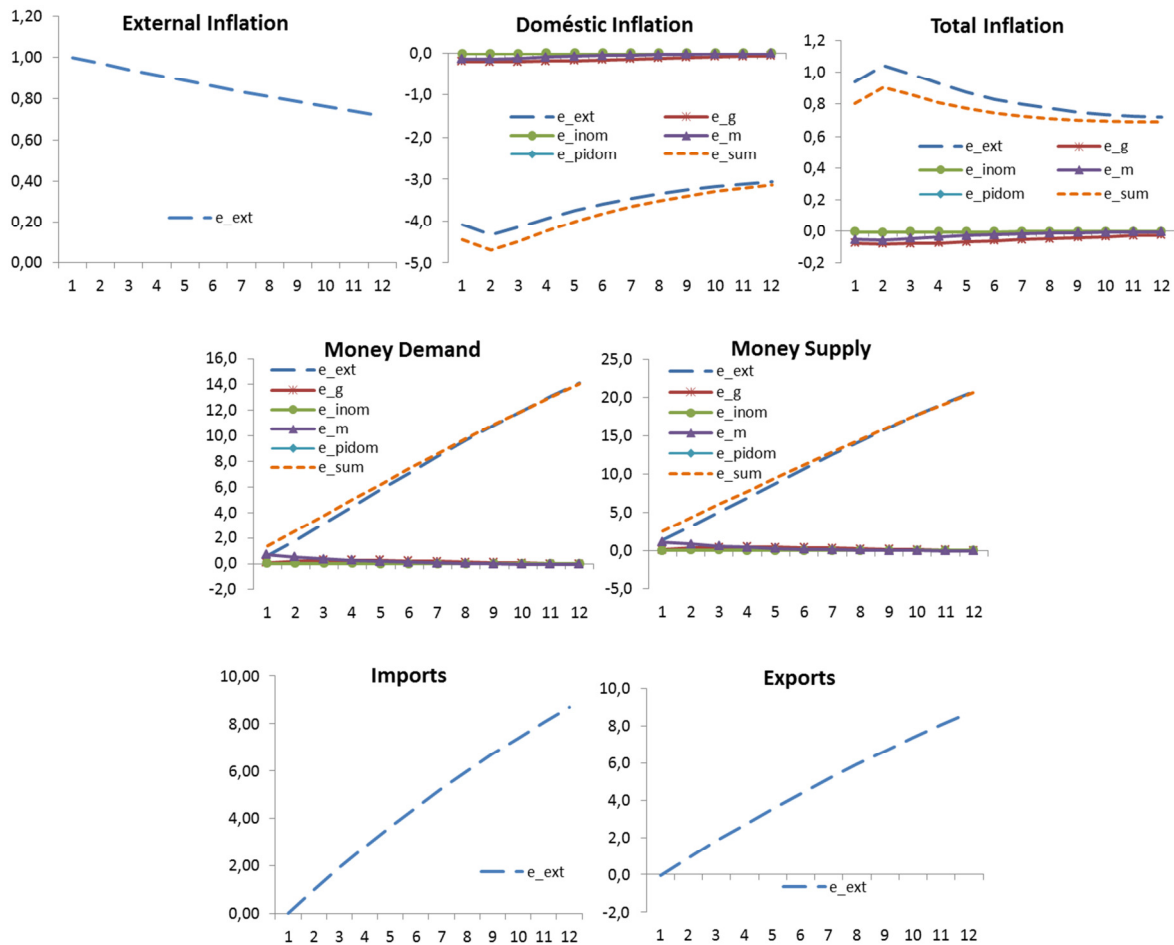 External Inflation
1,20
1,00
0,80
0,60
0,40
0,20
0,00
e_ext
1 2 3 4 5 6 7 8 9 10 11 12
Doméstic Inflation
0,0
-1,0
-2,0
-3,0
-4,0
-5,0
e_ext e_g
e_inom e_m
e_pidom e_sum
1 2 3 4 5 6 7 8 9 10 11 12
Total Inflation
1,2
1,0
0,8
0,6
0,4
0,2
0,0
-0,2
e_ext e_g
e_inom e_m
e_pidom e_sum
1 2 3 4 5 6 7 8 9 10 11 12
Money Demand
16,0
14,0
12,0
10,0
8,0
6,0
4,0
2,0
0,0
-2,0
e_ext
e_g
e_inom
e_m
e_pidom
e_sum
1 2 3 4 5 6 7 8 9 10 11 12
Money Supply
25,0
20,0
15,0
10,0
5,0
0,0
-5,0
e_ext
e_g
e_inom
e_m
e_pidom
e_sum
1 2 3 4 5 6 7 8 9 10 11 12
Imports
10,00
8,00
6,00
4,00
2,00
0,00
e_ext
1 2 3 4 5 6 7 8 9 10 11 12
Exports
10,0
8,0
6,0
4,0
2,0
0,0
-2,0
e_ext
1 2 3 4 5 6 7 8 9 10 11 12